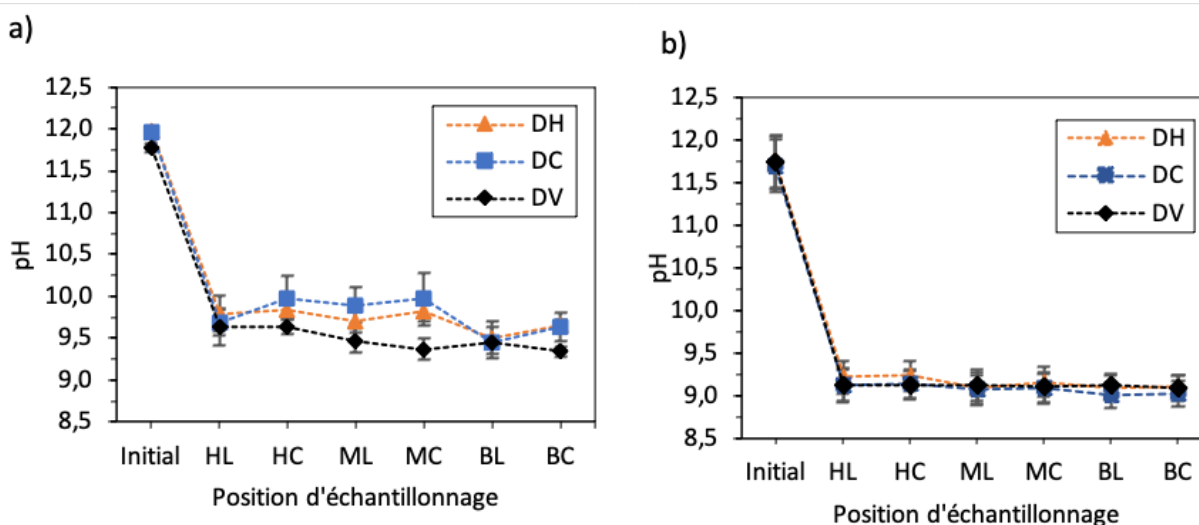 a)
12,5
12,0
11,5
11,0
10,5
10,0
9,5
9,0
8,5
pH
DH
DC
DV
Initial HL HC ML MC BL BC
Position d'échantillonnage
b)
12,5
12,0
11,5
11,0
10,5
10,0
9,5
9,0
8,5
pH
DH
DC
DV
Initial HL HC ML MC BL BC
Position d'échantillonnage